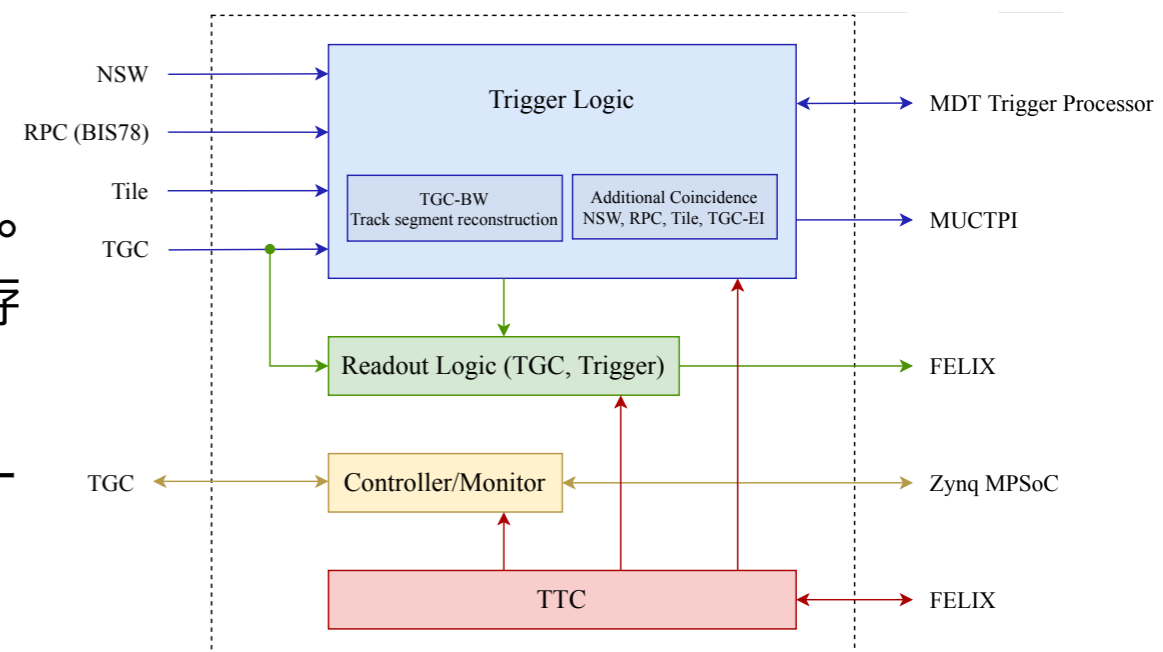 NSW
RPC (BIS78)
Tile
TGC
Trigger Logic
TGC-BW
Track segment reconstruction
Additional Coincidence
NSW, RPC, Tile, TGC-EI
MDT Trigger Processor
MUCTPI
Readout Logic (TGC, Trigger)
FELIX
TGC
Controller/Monitor
Zynq MPSoC
TTC
FELIX
。